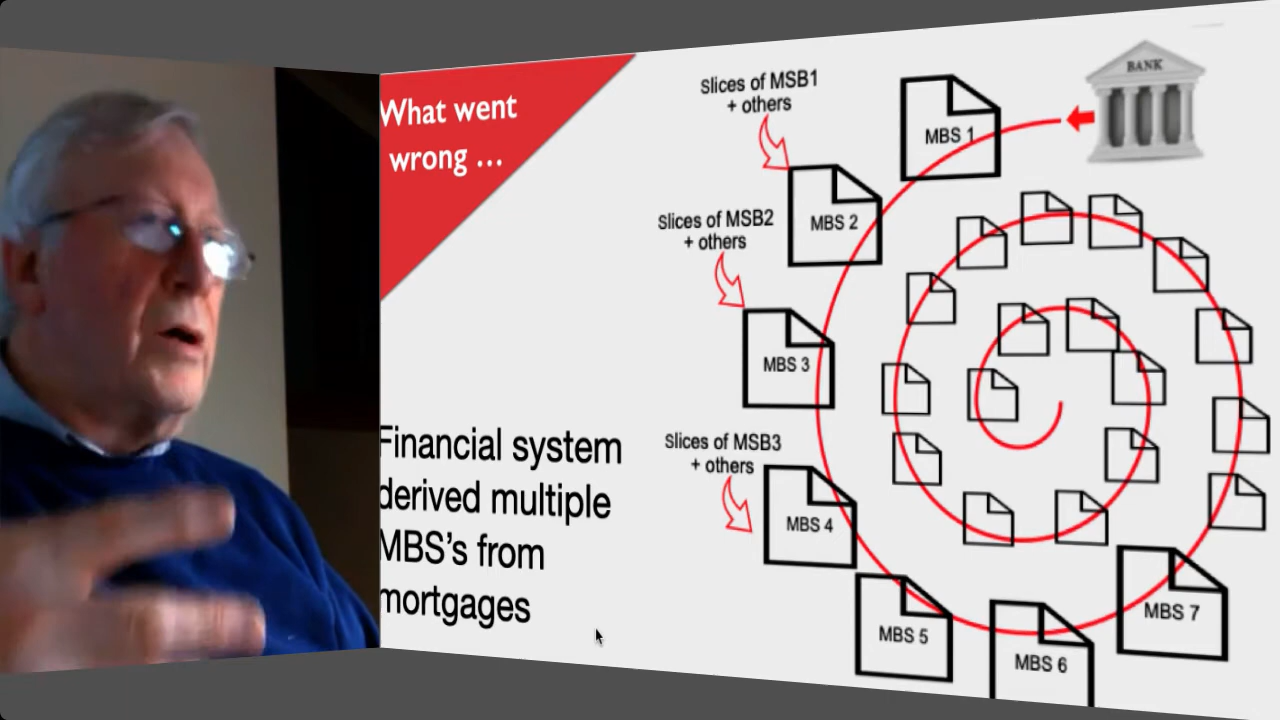 What went
wrong ...
Financial system
derived multiple
MBS's from
mortgages
Slices of MSB1
+ others
Slices of MSB2
+ others
Slices of MSB3
+ others
BANK
MBS 1
MBS 2
MBS 3
MBS 4
MBS 5
MBS 6
MBS 7